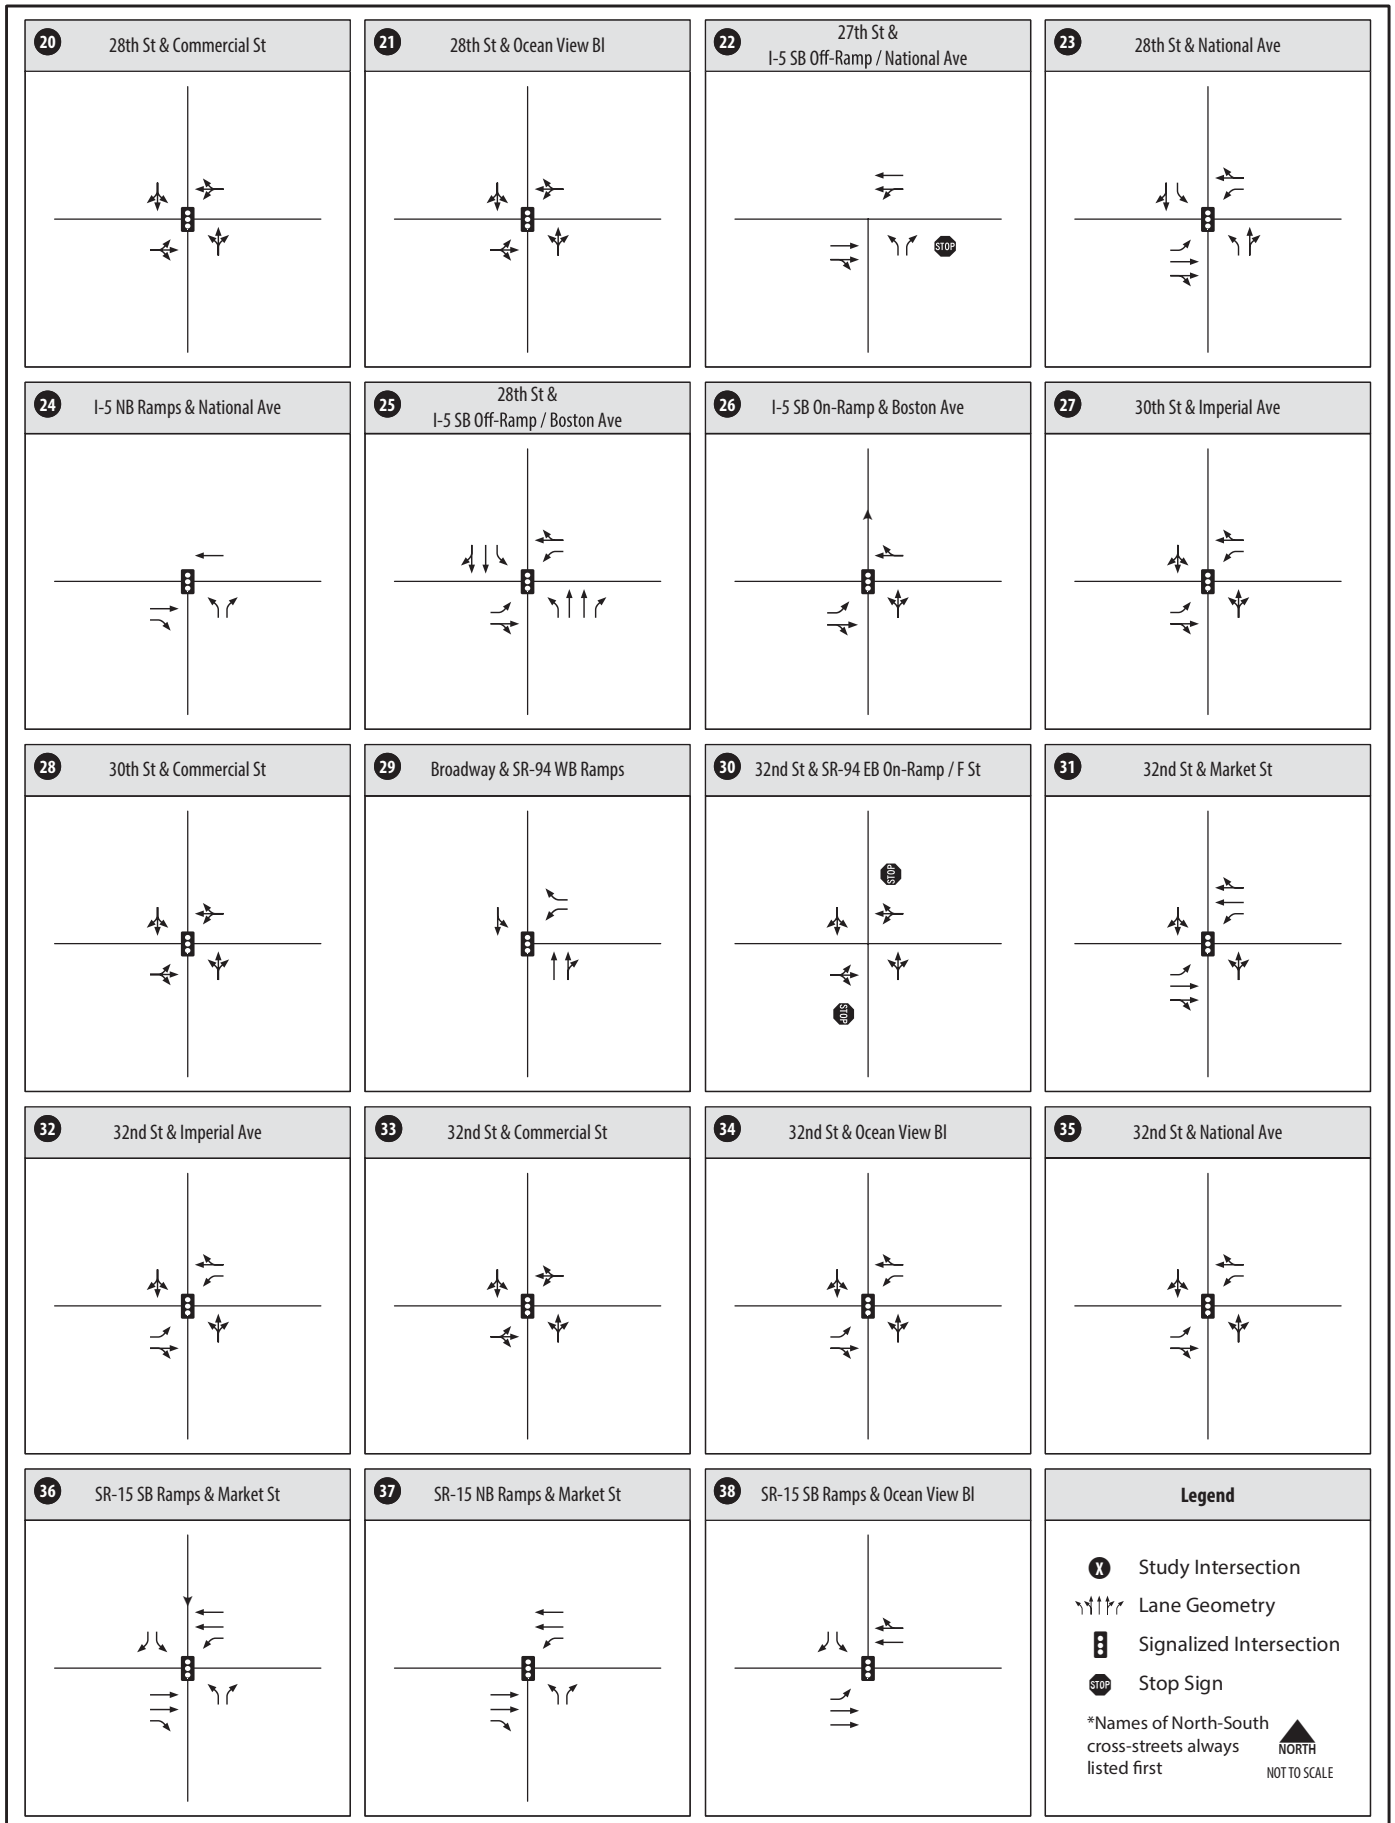 20 28th St & Commercial St
21 28th St & Ocean View Bl
22 27th St &
I-5 SB Off-Ramp / National Ave
STOP
23 28th St & National Ave
24 I-5 NB Ramps & National Ave
25 28th St &
I-5 SB Off-Ramp / Boston Ave
26 I-5 SB On-Ramp & Boston Ave
27 30th St & Imperial Ave
28 30th St & Commercial St
29 Broadway & SR-94 WB Ramps
30 32nd St & SR-94 EB On-Ramp / F St
STOP
STOP
31 32nd St & Market St
32 32nd St & Imperial Ave
33 32nd St & Commercial St
34 32nd St & Ocean View Bl
35 32nd St & National Ave
36 SR-15 SB Ramps & Market St
37 SR-15 NB Ramps & Market St
38 SR-15 SB Ramps & Ocean View Bl
Legend
X Study Intersection
Lane Geometry
Signalized Intersection
STOP Stop Sign
*Names of North-South
cross-streets always
listed first
NORTH
NOT TO SCALE